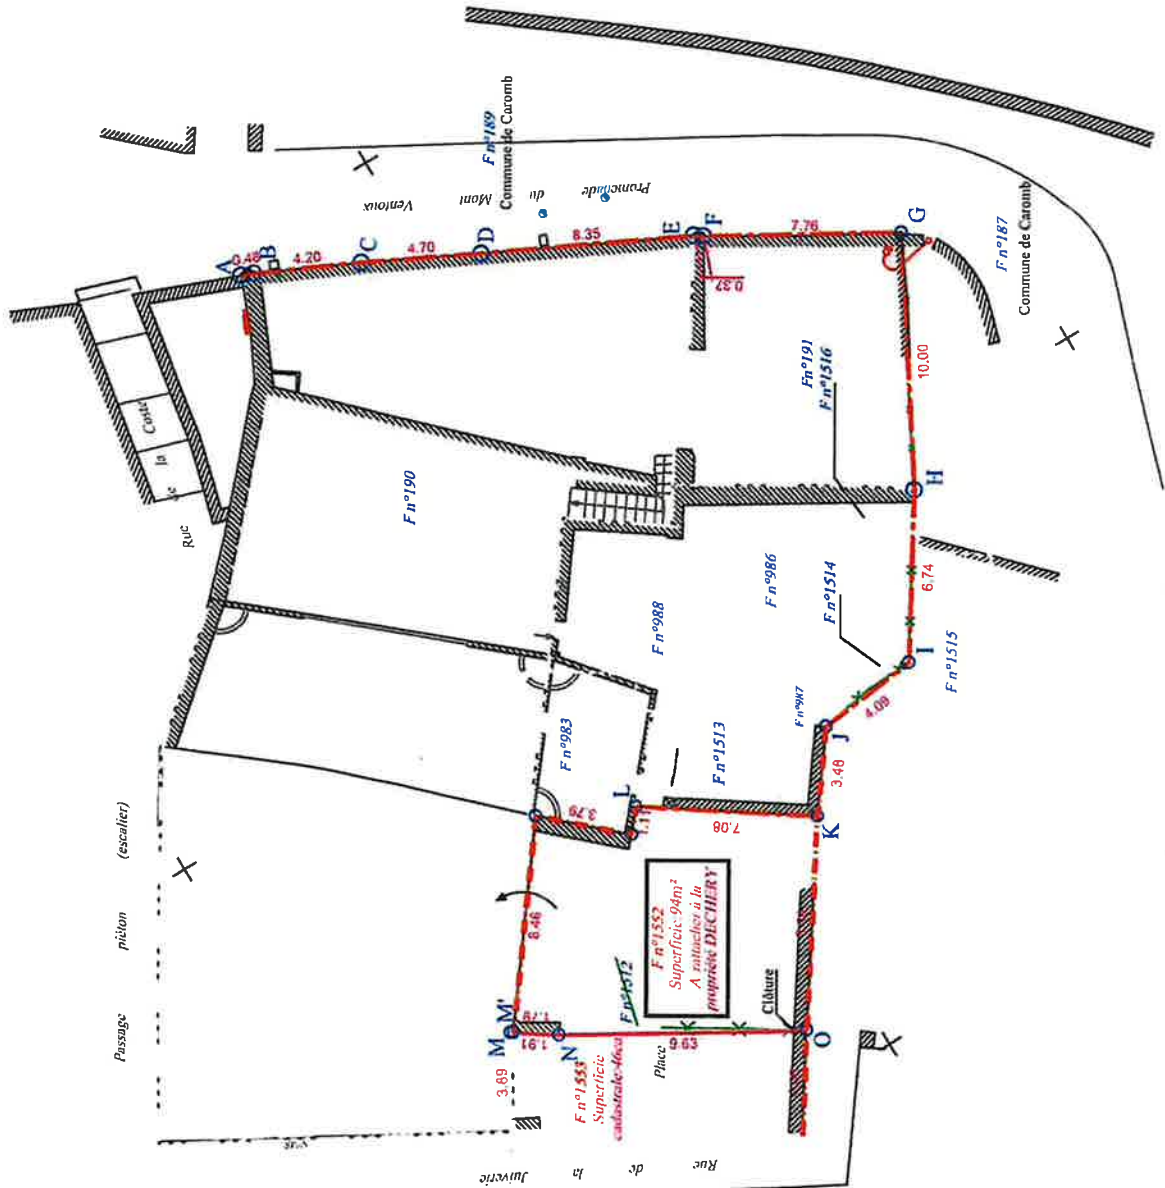 F n°189
Commune de Caromb
Promenade du Mont Ventoux
A
B
0.48
4.20
C
4.70
D
8.35
E
F
0.37
7.76
G
F n°187
Commune de Caromb
10.00
H
F n°191
F n°1516
Rue de la Coste
F n°190
F n°988
F n°986
F n°1514
6.74
I
F n°1515
4.09
F n°987
J
3.48
K
F n°983
F n°1513
L
3.79
1.11
7.08
Passage piéton (escalier)
8.46
F n°1552
Superficie: 94m²
A rattacher à la
propriété DECHERY
F n°1512
Clôture
M
M'
1.91
N
3.89
9.63
O
Place
F n°1553
Superficie
cadastrale:46ca
Rue de la Juiverie